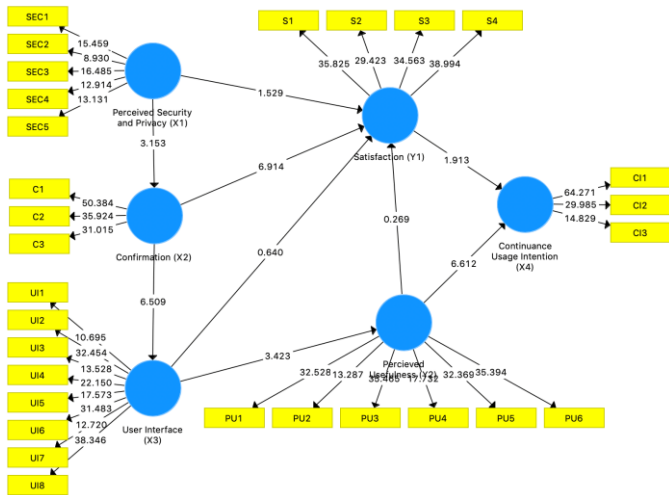 S1
S2
S3
S4
35.825
29.423
34.563
38.994
SEC1
SEC2
SEC3
SEC4
SEC5
15.459
8.930
16.485
12.914
13.131
Perceived Security
and Privacy (X1)
1.529
Satisfaction (Y1)
3.153
6.914
1.913
C1
C2
C3
50.384
35.924
31.015
Confirmation (X2)
0.640
0.269
CI1
CI2
CI3
64.271
29.985
14.829
Continuance
Usage Intention
(X4)
6.509
6.612
UI1
UI2
UI3
UI4
UI5
UI6
UI7
UI8
10.695
32.454
13.528
22.150
17.573
31.483
12.720
38.346
User Interface
(X3)
3.423
Percieved
(Y2)
32.528
13.287
17.732
32.369
35.394
PU1
PU2
PU3
PU4
PU5
PU6